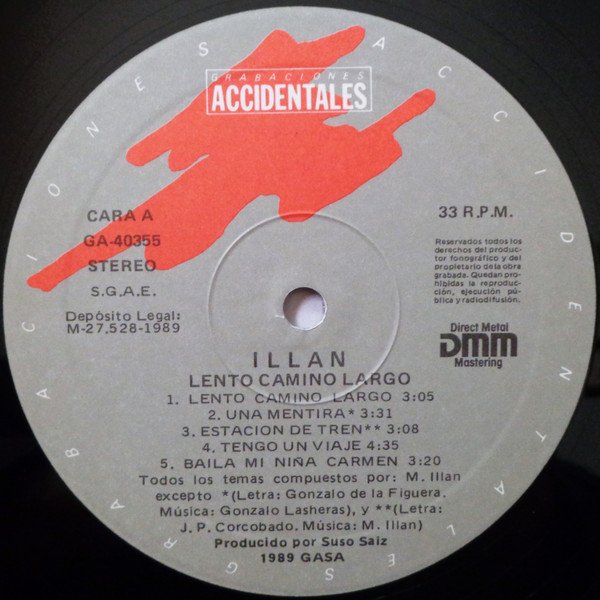 GRABACIONES ACCIDENTALES
GRABACIONES
ACCIDENTALES
CARA A
GA-40355
STEREO
S.G.A.E.
Depósito Legal:
M-27,528-1989
33 R.P.M.
Reservados todos los
derechos del produc-
tor fonográfico y del
propietario de la obra
grabada. Quedan pro-
hibidas la reproduc-
ción, ejecución pú-
blica y radiodifusión.
Direct Metal
DMM
Mastering
ILLAN
LENTO CAMINO LARGO
1. LENTO CAMINO LARGO 3:05
2. UNA MENTIRA* 3:31
3. ESTACION DE TREN** 3:08
4. TENGO UN VIAJE 4:35
5. BAILA MI NIÑA CARMEN 3:20
Todos los temas compuestos por: M. Illan
excepto *(Letra: Gonzalo de la Figuera.
Música: Gonzalo Lasheras), y **(Letra:
J. P. Corcobado. Música: M. Illan)
Producido por Suso Saiz
1989 GASA